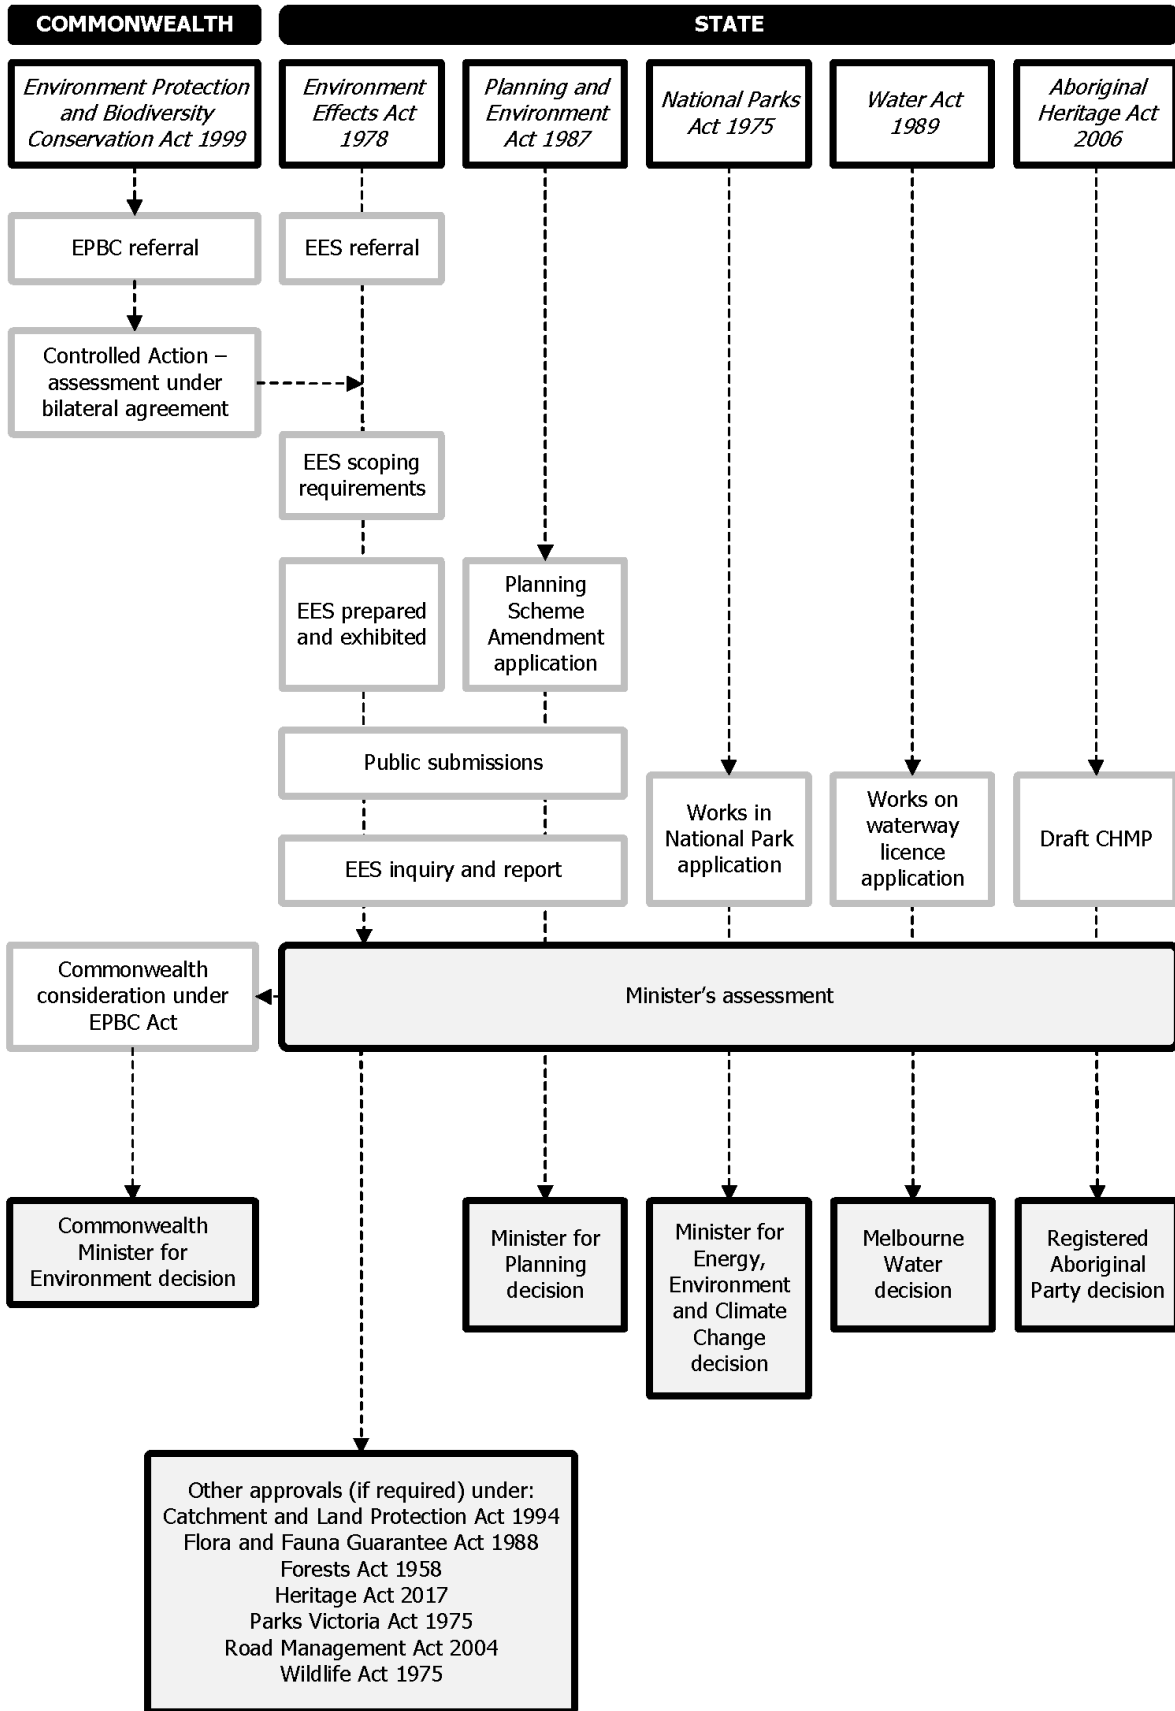 COMMONWEALTH
STATE
Environment Protection
and Biodiversity
Conservation Act 1999
Environment
Effects Act
1978
Planning and
Environment
Act 1987
National Parks
Act 1975
Water Act
1989
Aboriginal
Heritage Act
2006
EPBC referral
EES referral
Controlled Action –
assessment under
bilateral agreement
EES scoping
requirements
EES prepared
and exhibited
Planning
Scheme
Amendment
application
Public submissions
Works in
National Park
application
Works on
waterway
licence
application
Draft CHMP
EES inquiry and report
Commonwealth
consideration under
EPBC Act
Minister's assessment
Commonwealth
Minister for
Environment decision
Minister for
Planning
decision
Minister for
Energy,
Environment
and Climate
Change
decision
Melbourne
Water
decision
Registered
Aboriginal
Party decision
Other approvals (if required) under:
Catchment and Land Protection Act 1994
Flora and Fauna Guarantee Act 1988
Forests Act 1958
Heritage Act 2017
Parks Victoria Act 1975
Road Management Act 2004
Wildlife Act 1975